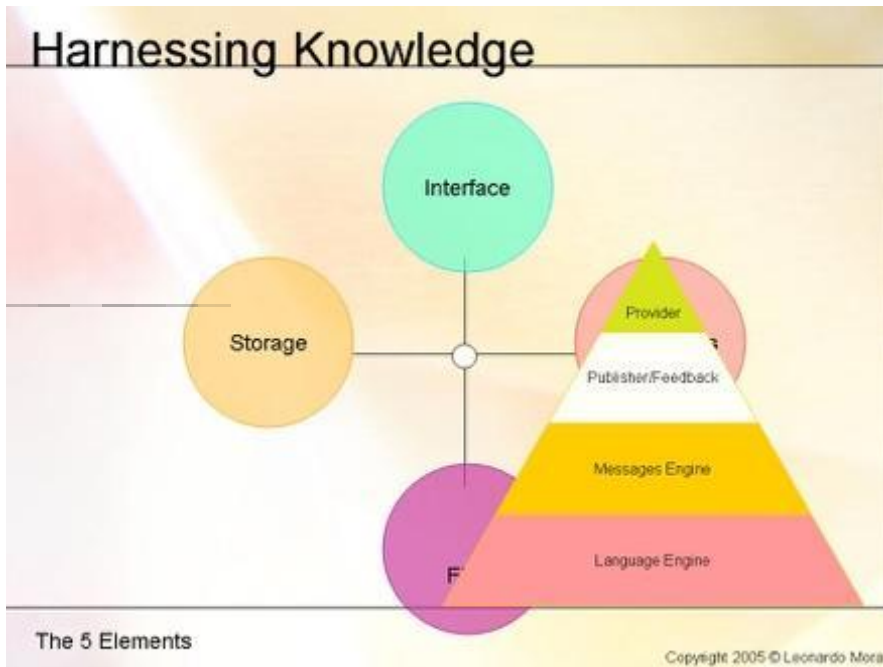 Harnessing Knowledge
Interface
Storage
Provider
Publisher/Feedback
Messages Engine
Language Engine
The 5 Elements
Copyright 2005 © Leonardo Mora